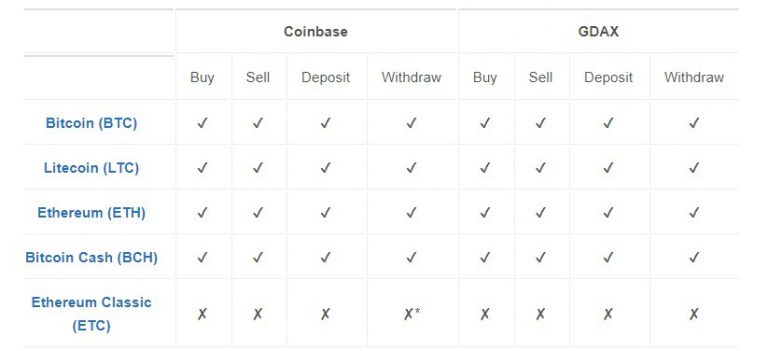 Coinbase GDAX
Buy Sell Deposit Withdraw Buy Sell Deposit Withdraw
Bitcoin (BTC) ✓ ✓ ✓ ✓ ✓ ✓ ✓ ✓
Litecoin (LTC) ✓ ✓ ✓ ✓ ✓ ✓ ✓ ✓
Ethereum (ETH) ✓ ✓ ✓ ✓ ✓ ✓ ✓ ✓
Bitcoin Cash (BCH) ✓ ✓ ✓ ✓ ✓ ✓ ✓ ✓
Ethereum Classic
(ETC) ✗ ✗ ✗ ✗* ✗ ✗ ✗ ✗